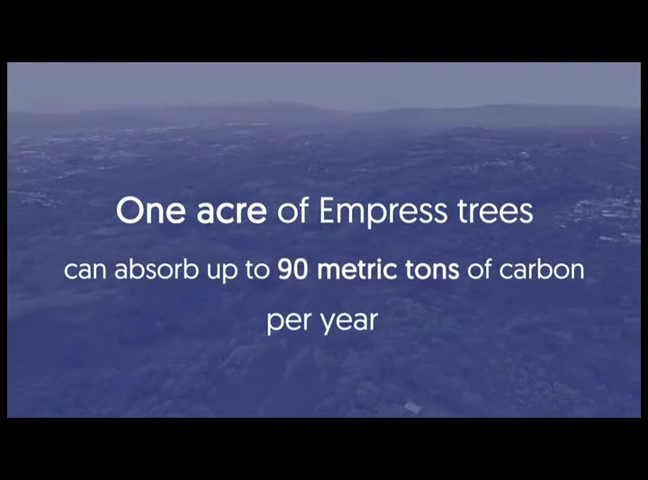 One acre of Empress trees
can absorb up to 90 metric tons of carbon
per year